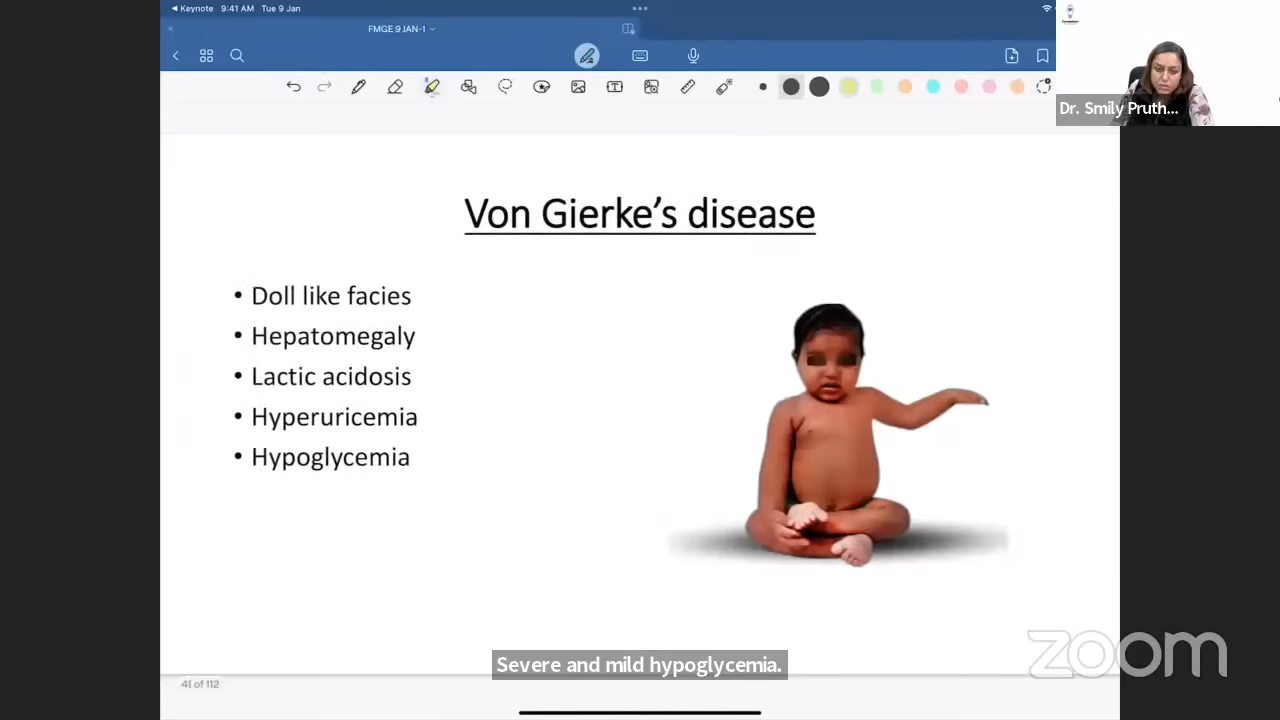 Keynote 9:41 AM Tue 9 Jan
FMGE 9 JAN-1
Dr. Smily Pruth...
Von Gierke's disease
• Doll like facies
• Hepatomegaly
• Lactic acidosis
• Hyperuricemia
• Hypoglycemia
Severe and mild hypoglycemia.
zoom
41 of 112